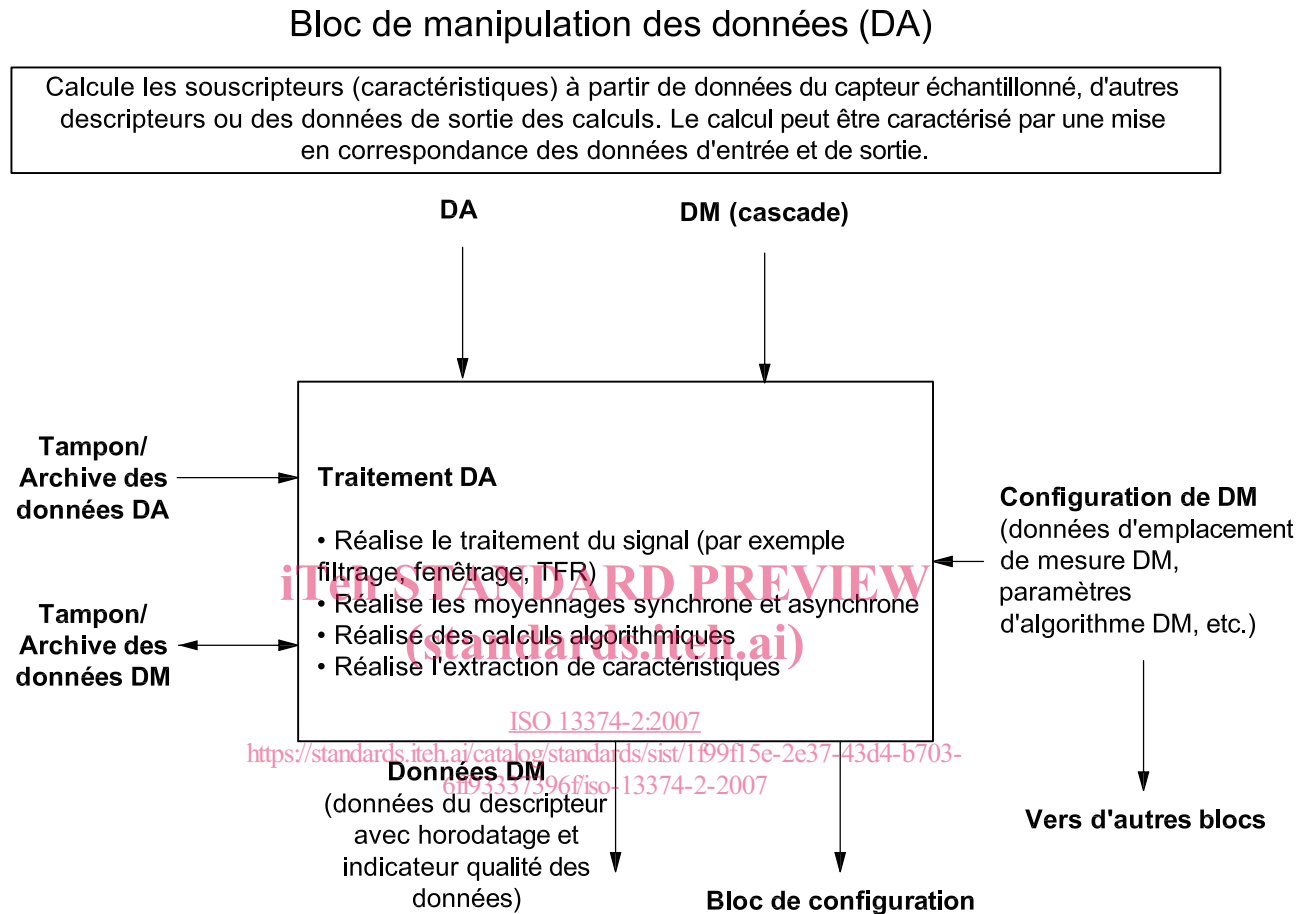 Bloc de manipulation des données (DA)
Calcule les souscripteurs (caractéristiques) à partir de données du capteur échantillonné, d'autres
descripteurs ou des données de sortie des calculs. Le calcul peut être caractérisé par une mise
en correspondance des données d'entrée et de sortie.
DA
DM (cascade)
Tampon/
Archive des
données DA
Tampon/
Archive des
données DM
Traitement DA
• Réalise le traitement du signal (par exemple
filtrage, fenêtrage, TFR)
• Réalise les moyennages synchrone et asynchrone
• Réalise des calculs algorithmiques
• Réalise l'extraction de caractéristiques
iTeh STANDARD PREVIEW
(standards.iteh.ai)
ISO 13374-2:2007
https://standards.iteh.ai/catalog/standards/sist/1f99f15e-2e37-43d4-b703-
6ff93337396f/iso-13374-2-2007
Configuration de DM
(données d'emplacement
de mesure DM,
paramètres
d'algorithme DM, etc.)
Vers d'autres blocs
Données DM
(données du descripteur
avec horodatage et
indicateur qualité des
données)
Bloc de configuration